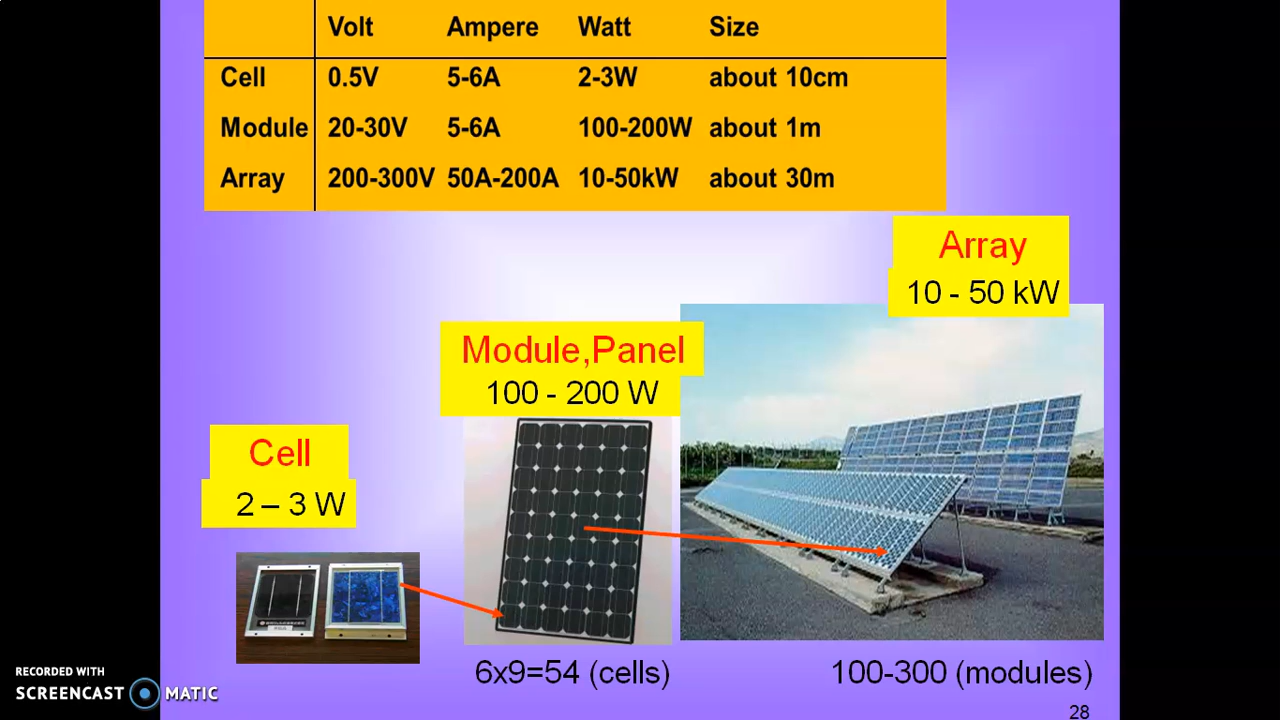 Volt Ampere Watt Size
Cell 0.5V 5-6A 2-3W about 10cm
Module 20-30V 5-6A 100-200W about 1m
Array 200-300V 50A-200A 10-50kW about 30m
Array
10 - 50 kW
Module,Panel
100 - 200 W
Cell
2 – 3 W
6x9=54 (cells)
100-300 (modules)
RECORDED WITH
SCREENCAST MATIC
28